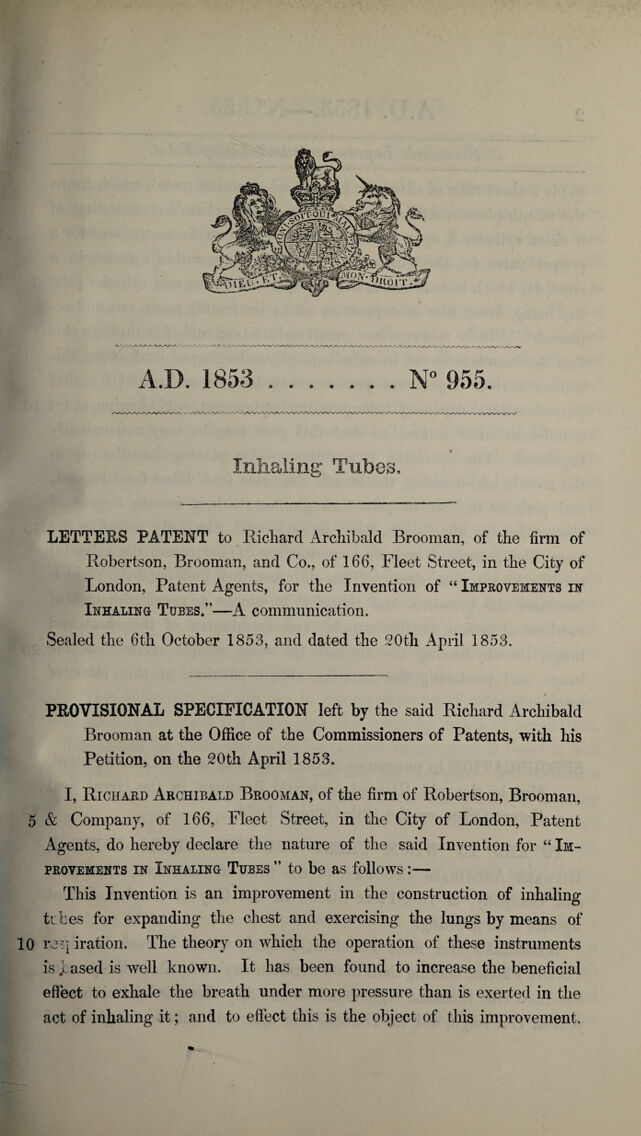 HONI SOIT QUI MAL
DIEU · ET · MON · DROIT ·
A.D. 1853 . . . . . . . . N° 955.
Inhaling Tubes.
LETTERS PATENT to Richard Archibald Brooman, of the firm of
Robertson, Brooman, and Co., of 166, Fleet Street, in the City of
London, Patent Agents, for the Invention of “ IMPROVEMENTS IN
INHALING TUBES.”—A communication.
Sealed the 6th October 1853, and dated the 20th April 1853.
PROVISIONAL SPECIFICATION left by the said Richard Archibald
Brooman at the Office of the Commissioners of Patents, with his
Petition, on the 20th April 1853.
I, RICHARD ARCHIBALD BROOMAN, of the firm of Robertson, Brooman,
5 & Company, of 166, Fleet Street, in the City of London, Patent
Agents, do hereby declare the nature of the said Invention for “ IM-
PROVEMENTS IN INHALING TUBES ” to be as follows :—
This Invention is an improvement in the construction of inhaling
tubes for expanding the chest and exercising the lungs by means of
10 respiration. The theory on which the operation of these instruments
is based is well known. It has been found to increase the beneficial
effect to exhale the breath under more pressure than is exerted in the
act of inhaling it ; and to effect this is the object of this improvement.